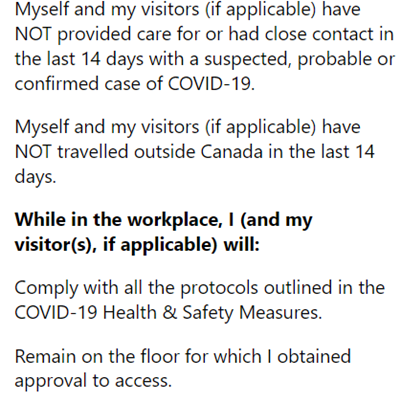 Myself and my visitors (if applicable) have
NOT provided care for or had close contact in
the last 14 days with a suspected, probable or
confirmed case of COVID-19.
Myself and my visitors (if applicable) have
NOT travelled outside Canada in the last 14
days.
While in the workplace, I (and my
visitor(s), if applicable) will:
Comply with all the protocols outlined in the
COVID-19 Health & Safety Measures.
Remain on the floor for which I obtained
approval to access.